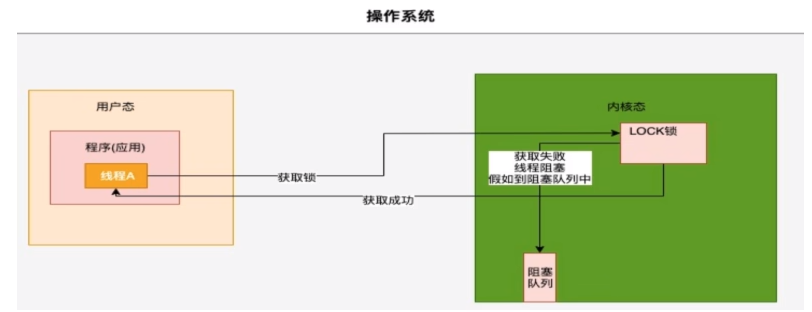 操作系统
用户态
内核态
程序(应用)
LOCK锁
线程A
获取锁
获取失败
线程阻塞
假如到阻塞队列中
获取成功
阻塞
队列